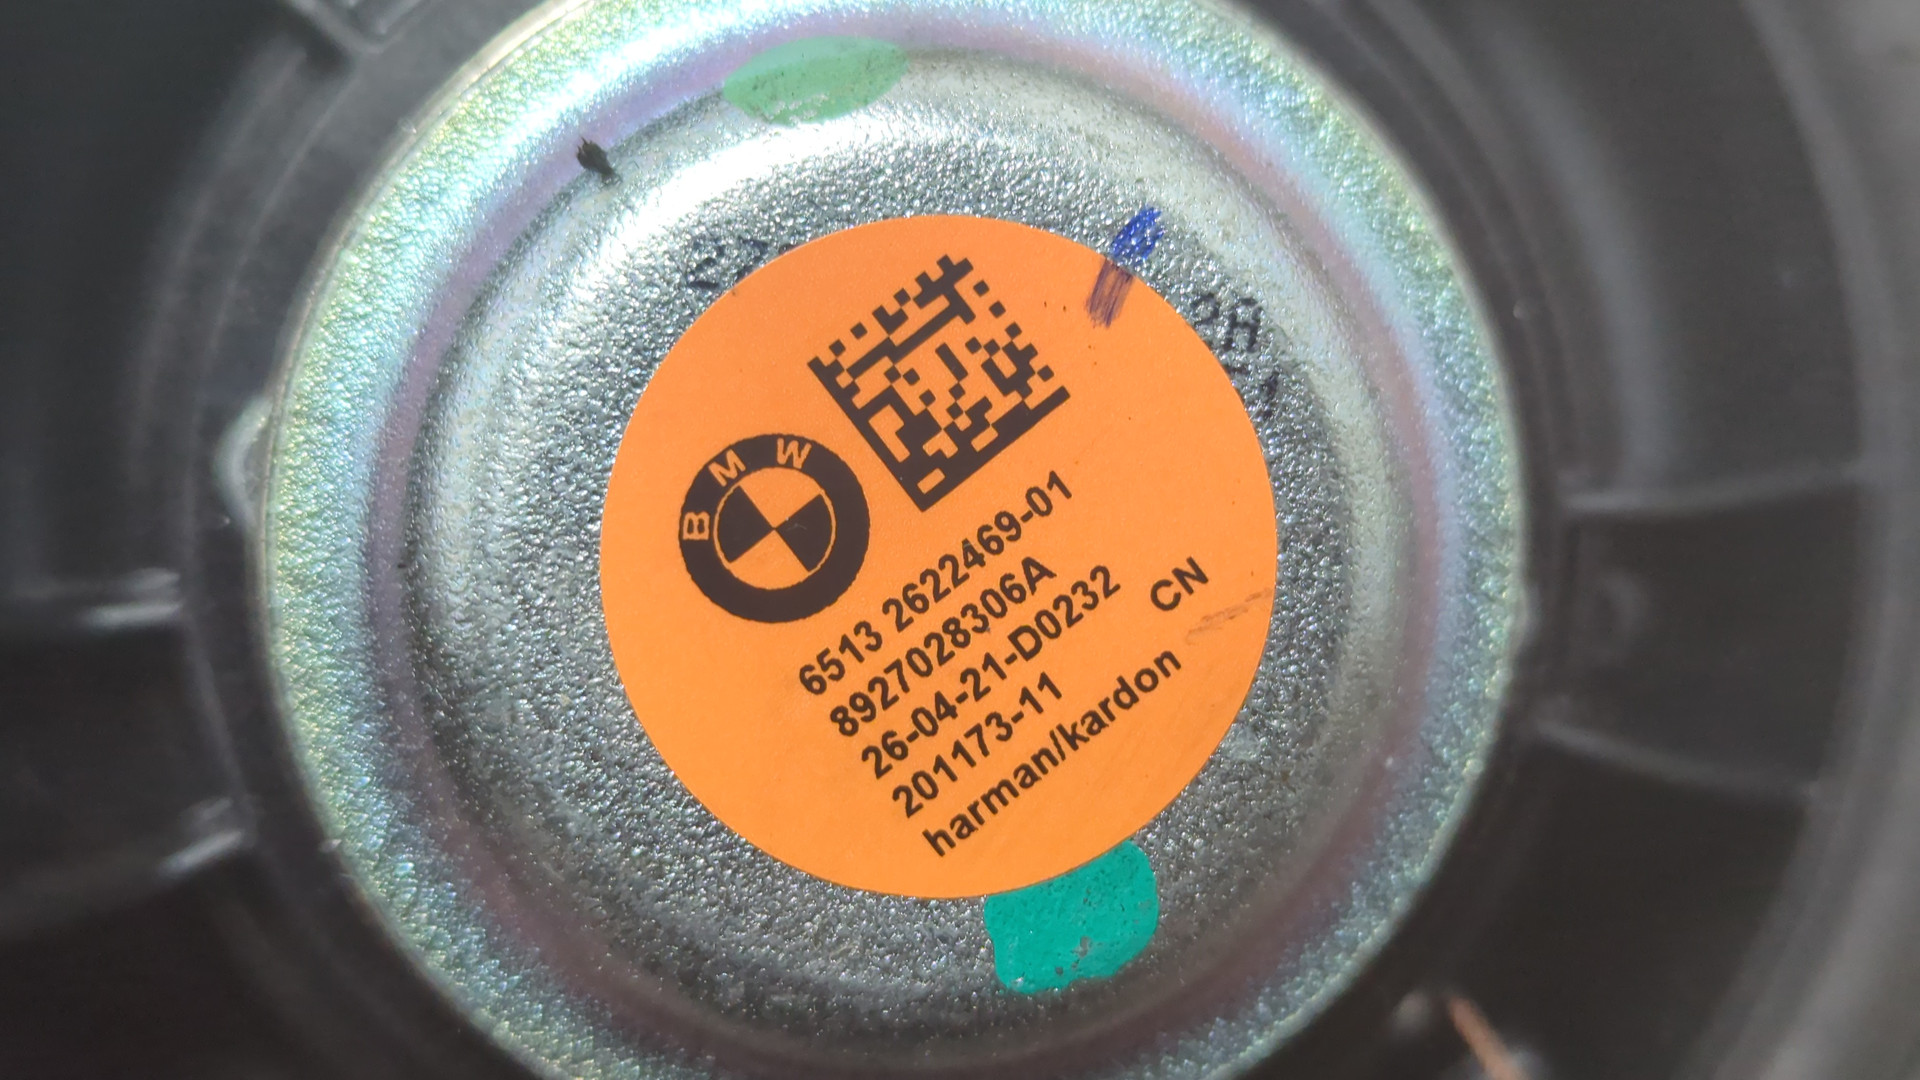 BMW
6513 2622469-01
8927028306A
26-04-21-D0232 CN
201173-11
harman/kardon